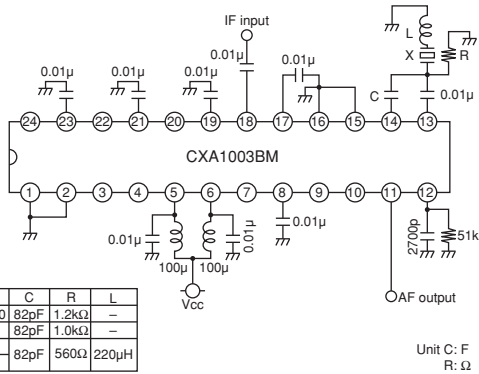 IF input
L
X
R
0.01μ
0.01μ
0.01μ
0.01μ
0.01μ
C
0.01μ
24 23 22 21 20 19 18 17 16 15 14 13
CXA1003BM
1 2 3 4 5 6 7 8 9 10 11 12
0.01μ
0.01μ
0.01μ
2700p
51k
100μ 100μ
Vcc
AF output
C R L
0 82pF 1.2kΩ –
82pF 1.0kΩ –
– 82pF 560Ω 220μH
Unit C: F
R: Ω